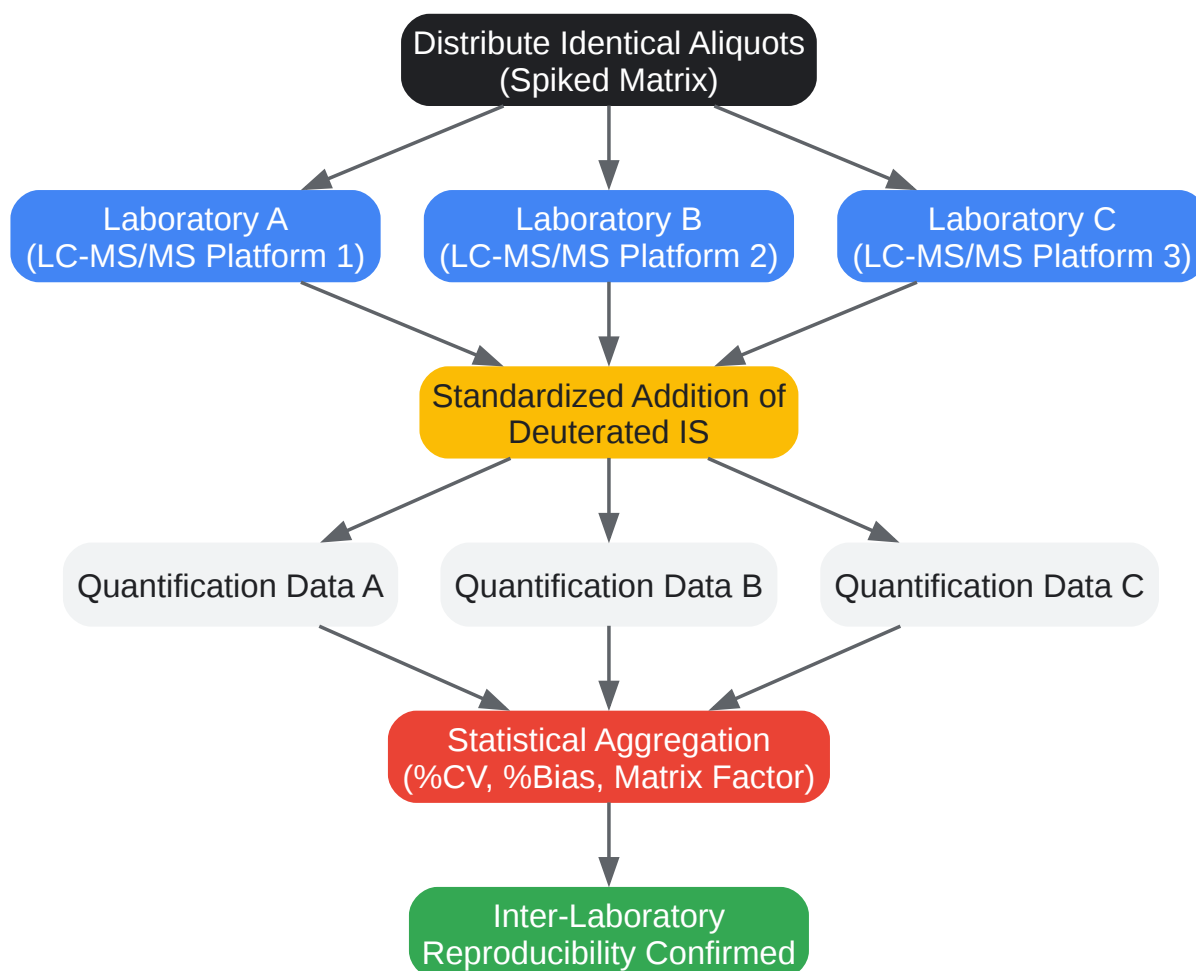 Distribute Identical Aliquots
(Spiked Matrix)
Laboratory A
(LC-MS/MS Platform 1)
Laboratory B
(LC-MS/MS Platform 2)
Laboratory C
(LC-MS/MS Platform 3)
Standardized Addition of
Deuterated IS
Quantification Data A
Quantification Data B
Quantification Data C
Statistical Aggregation
(%CV, %Bias, Matrix Factor)
Inter-Laboratory
Reproducibility Confirmed